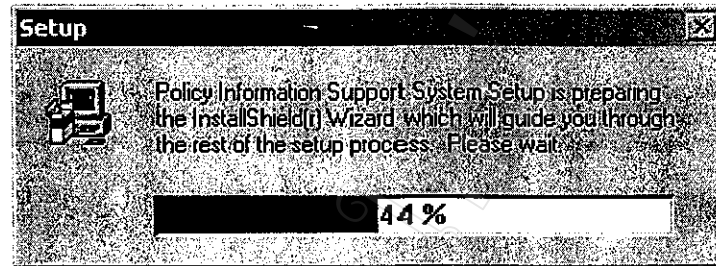 Setup
Policy Information Support System Setup is preparing
the InstallShield(r) Wizard, which will guide you through
the rest of the setup process. Please wait.
44 %